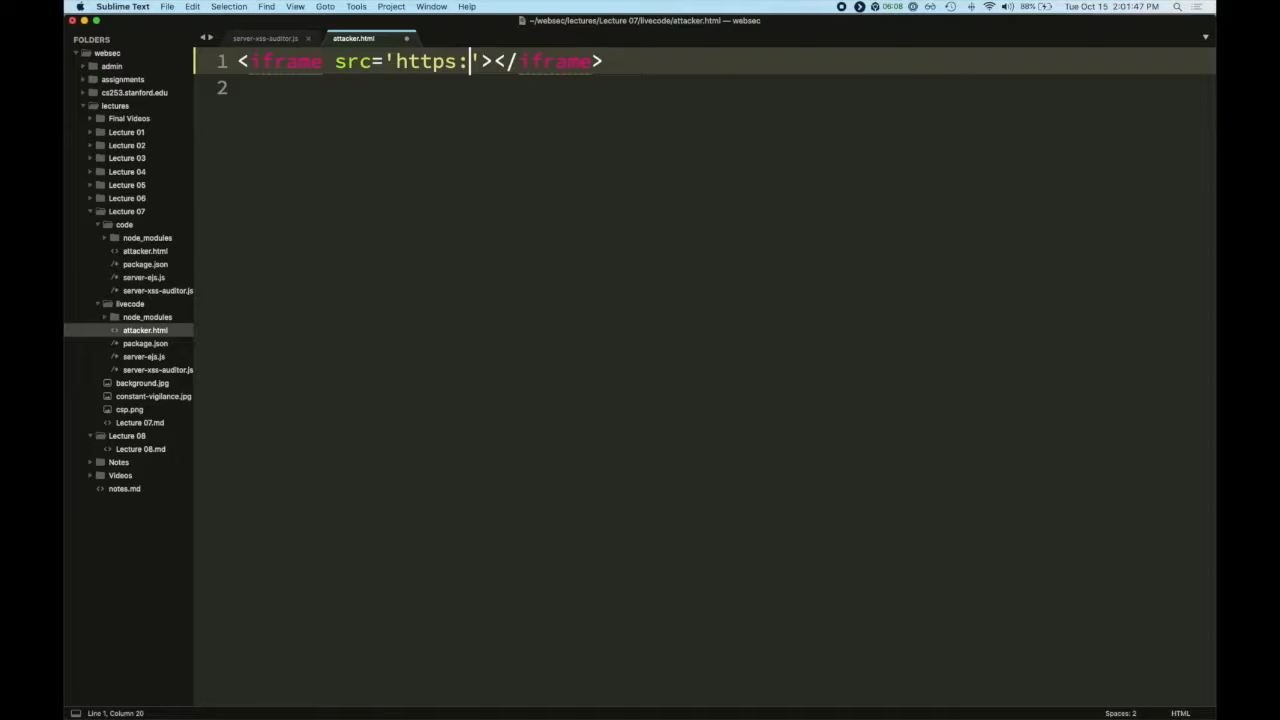 Sublime Text File Edit Selection Find View Goto Tools Project Window Help 06:08 88% Tue Oct 15 2:01:47 PM
~/websec/lectures/Lecture 07/livecode/attacker.html — websec
FOLDERS
websec
admin
assignments
cs253.stanford.edu
lectures
Final Videos
Lecture 01
Lecture 02
Lecture 03
Lecture 04
Lecture 05
Lecture 06
Lecture 07
code
node_modules
attacker.html
package.json
server-ejs.js
server-xss-auditor.js
livecode
node_modules
attacker.html
package.json
server-ejs.js
server-xss-auditor.js
background.jpg
constant-vigilance.jpg
csp.png
Lecture 07.md
Lecture 08
Lecture 08.md
Notes
Videos
notes.md
server-xss-auditor.js × attacker.html
1 <iframe src='https:'></iframe>
2
Line 1, Column 20 Spaces: 2 HTML